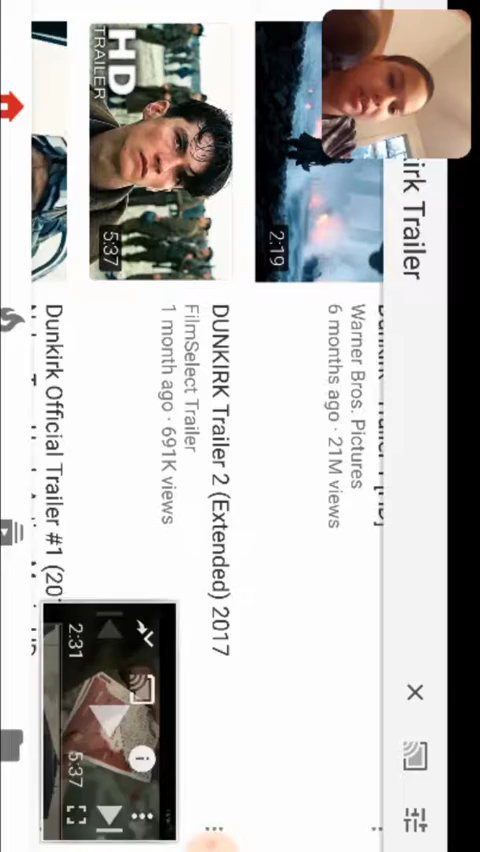 irk Trailer
Warner Bros. Pictures
6 months ago · 21M views
2:19
HD
TRAILER
5:37
DUNKIRK Trailer 2 (Extended) 2017
FilmSelect Trailer
1 month ago · 691K views
Dunkirk Official Trailer #1 (20
2:31
5:37